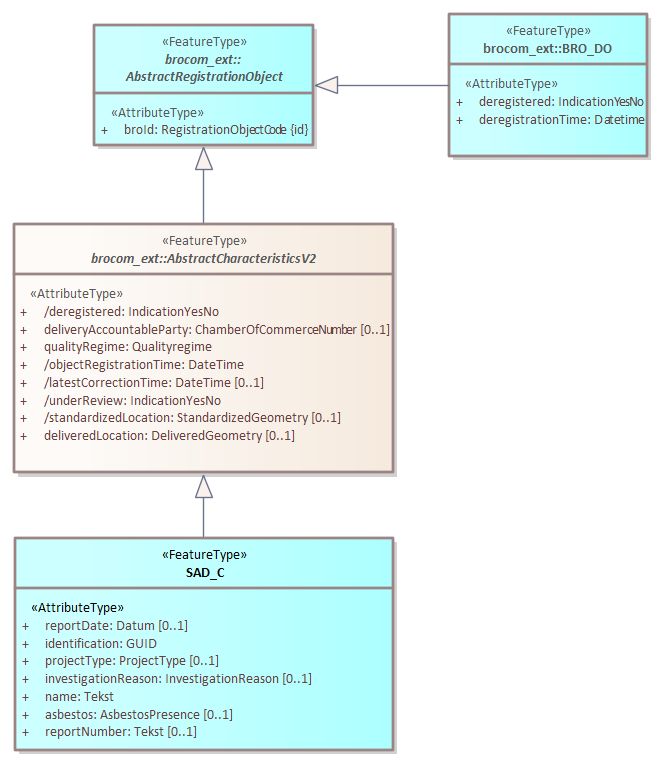 «FeatureType»
brocom_ext::
AbstractRegistrationObject
«AttributeType»
+ broId: RegistrationObjectCode {id}
«FeatureType»
brocom_ext::BRO_DO
«AttributeType»
+ deregistered: IndicationYesNo
+ deregistrationTime: Datetime
«FeatureType»
brocom_ext::AbstractCharacteristicsV2
«AttributeType»
+ /deregistered: IndicationYesNo
+ deliveryAccountableParty: ChamberOfCommerceNumber [0..1]
+ qualityRegime: Qualityregime
+ /objectRegistrationTime: DateTime
+ /latestCorrectionTime: DateTime [0..1]
+ /underReview: IndicationYesNo
+ /standardizedLocation: StandardizedGeometry [0..1]
+ deliveredLocation: DeliveredGeometry [0..1]
«FeatureType»
SAD_C
«AttributeType»
+ reportDate: Datum [0..1]
+ identification: GUID
+ projectType: ProjectType [0..1]
+ investigationReason: InvestigationReason [0..1]
+ name: Tekst
+ asbestos: AsbestosPresence [0..1]
+ reportNumber: Tekst [0..1]